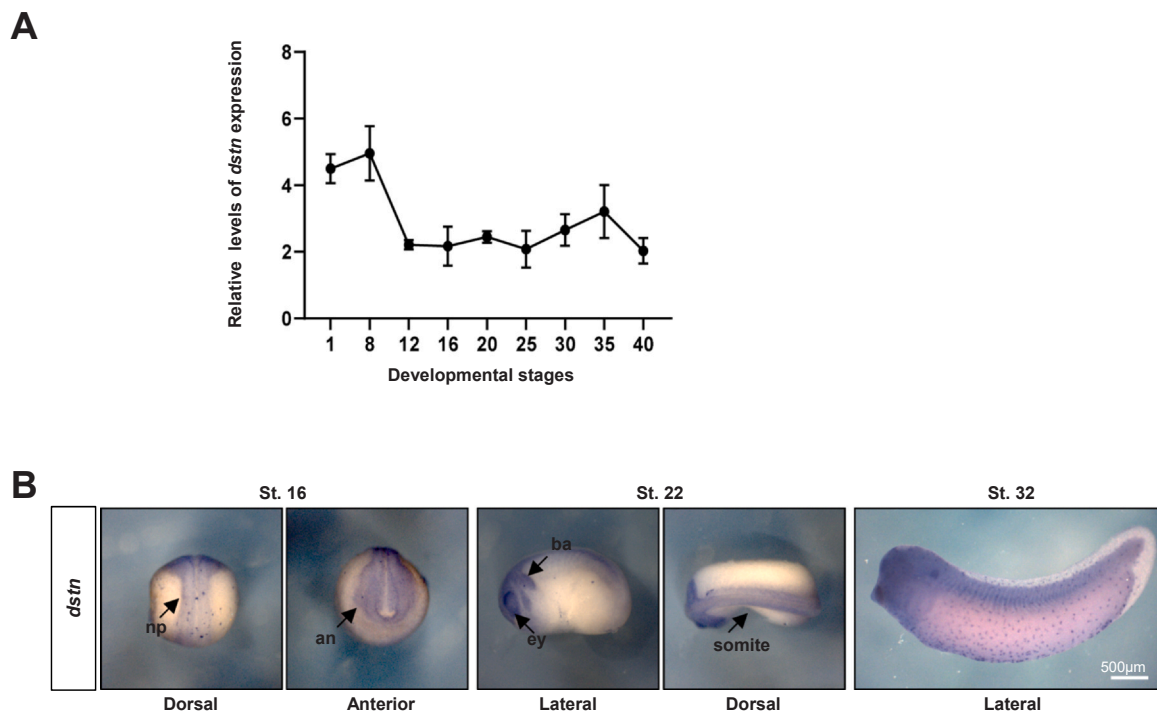 A
Relative levels of dstn expression
8
6
4
2
0
1 8 12 16 20 25 30 35 40
Developmental stages
B
St. 16 St. 22 St. 32
dstn
np
an
ba
ey
somite
500µm
Dorsal Anterior Lateral Dorsal Lateral